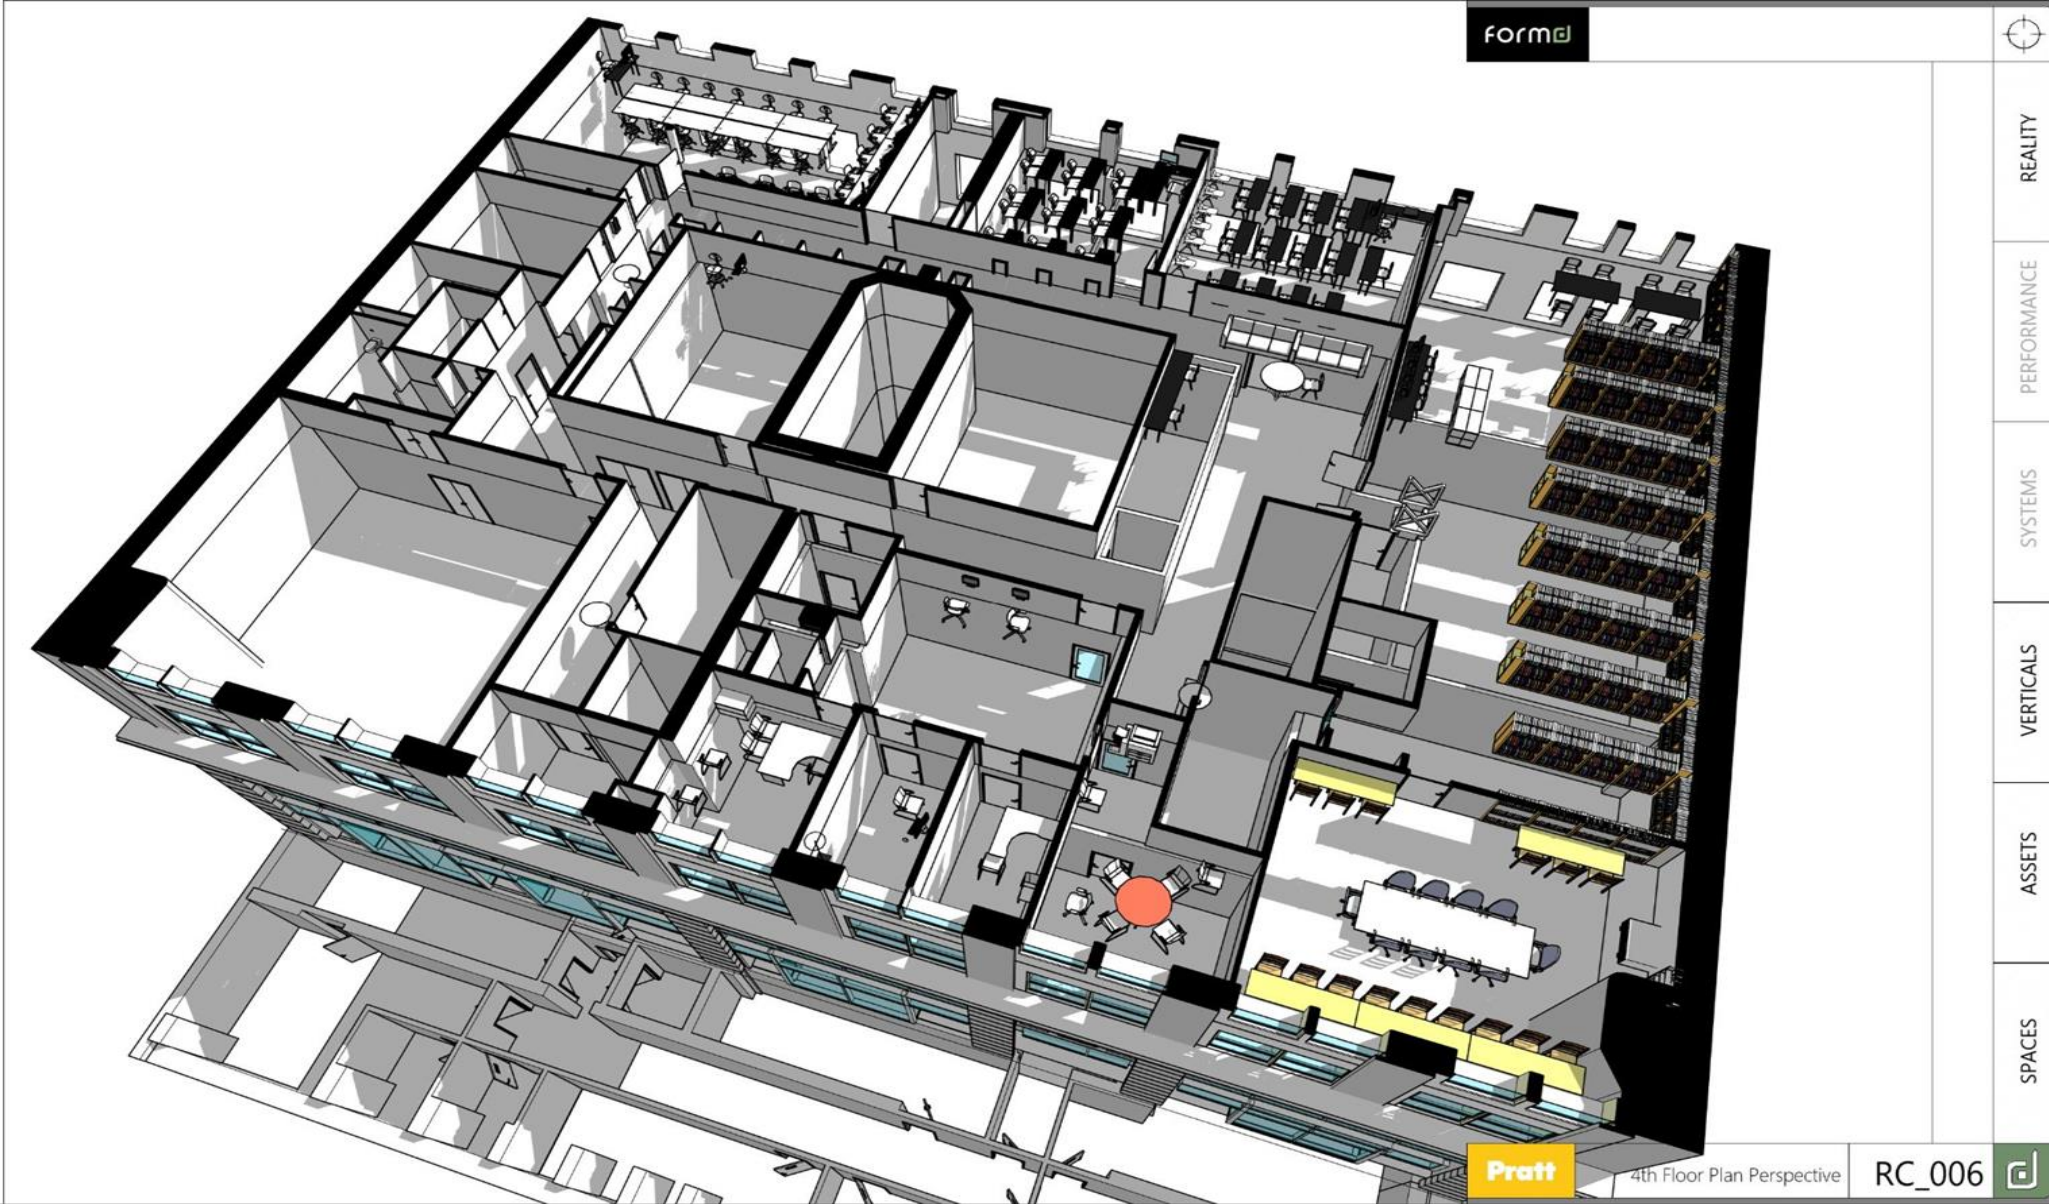 formd
REALITY
PERFORMANCE
SYSTEMS
VERTICALS
ASSETS
SPACES
Pratt
4th Floor Plan Perspective
RC_006
d